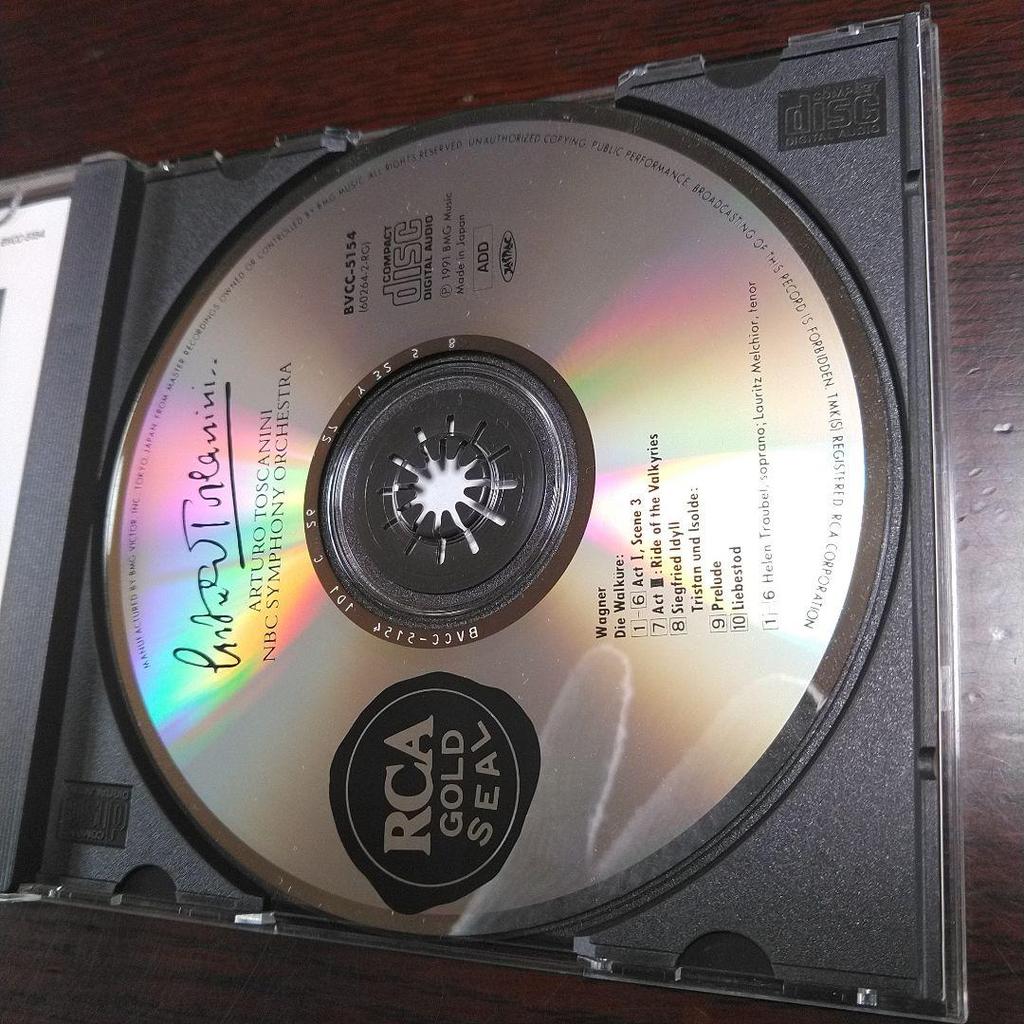 MANUFACTURED BY BMG VICTOR, INC. TOKYO, JAPAN FROM MASTER RECORDINGS OWNED OR CONTROLLED BY BMG MUSIC. ALL RIGHTS RESERVED. UNAUTHORIZED COPYING, PUBLIC PERFORMANCE, BROADCASTING OF THIS RECORD IS FORBIDDEN. TMK(S) REGISTERED RCA CORPORATION
Arturo Toscanini
ARTURO TOSCANINI
NBC SYMPHONY ORCHESTRA
RCA
GOLD
SEAL
BVCC-5154
(60264-2-RG)
COMPACT
disc
DIGITAL AUDIO
℗ 1991 BMG Music
Made in Japan
ADD
JASRAC
Wagner
Die Walküre:
1-6 Act I, Scene 3
7 Act III: Ride of the Valkyries
8 Siegfried Idyll
Tristan und Isolde:
9 Prelude
10 Liebestod
1-6 Helen Traubel, soprano; Lauritz Melchior, tenor
COMPACT
disc
DIGITAL AUDIO
BVCC-5154